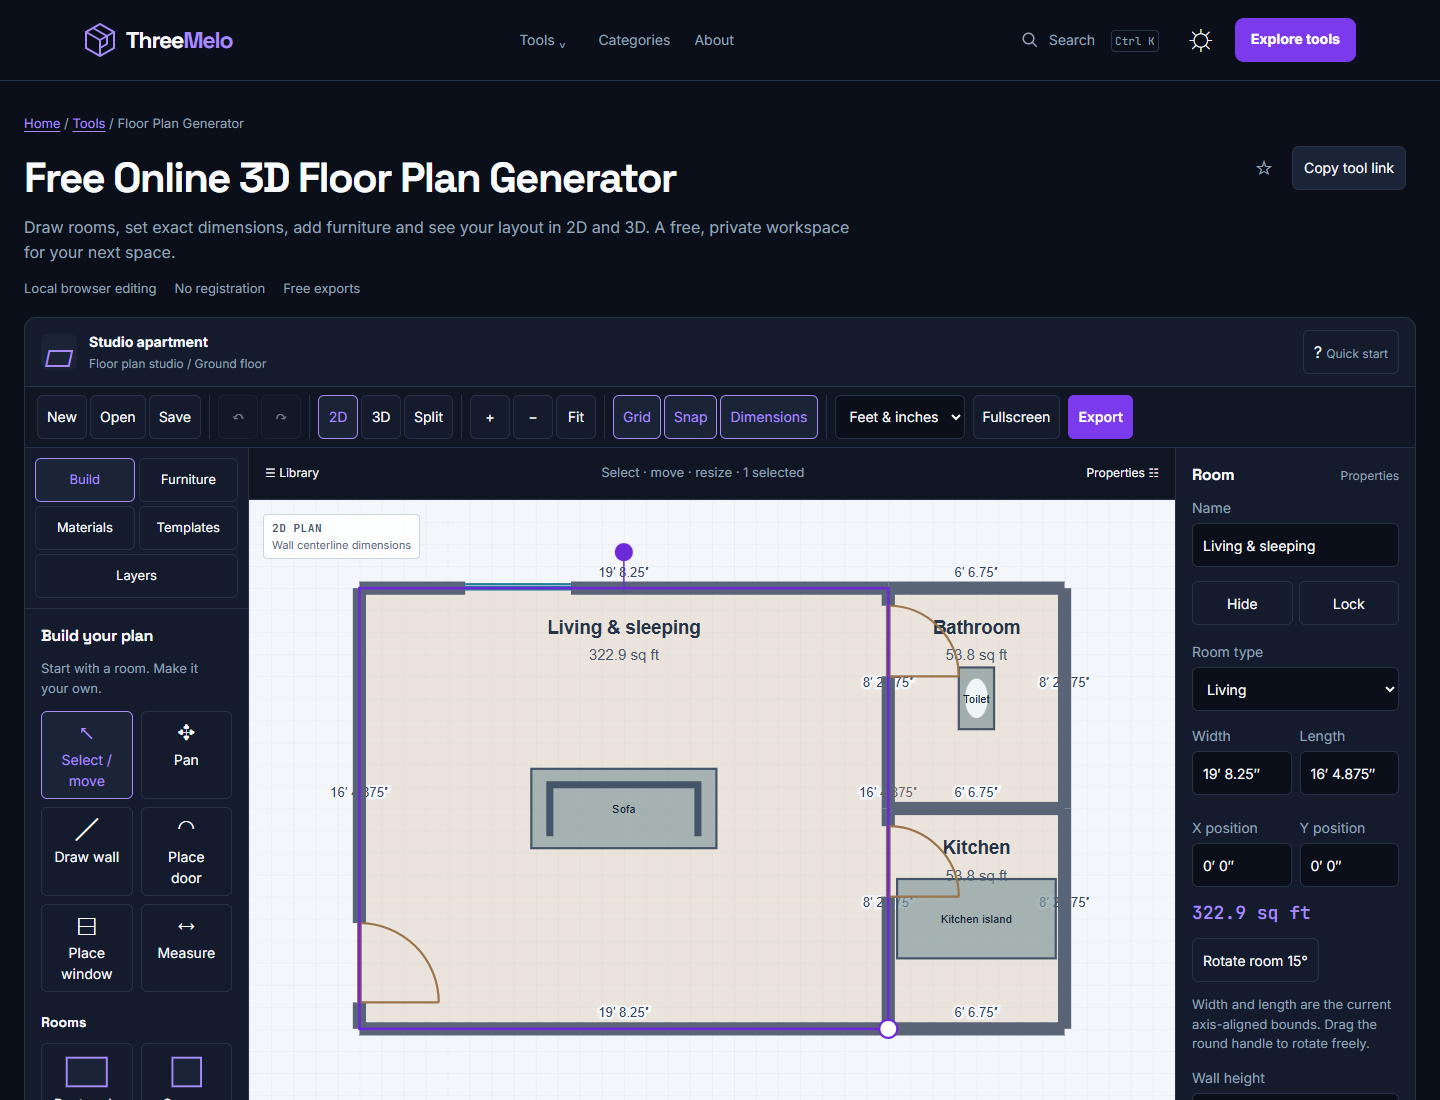 ThreeMelo
Tools
Categories
About
Search
Ctrl K
Explore tools
Home / Tools / Floor Plan Generator
Free Online 3D Floor Plan Generator
Copy tool link
Draw rooms, set exact dimensions, add furniture and see your layout in 2D and 3D. A free, private workspace
for your next space.
Local browser editing
No registration
Free exports
Studio apartment
Floor plan studio / Ground floor
? Quick start
New
Open
Save
2D
3D
Split
+
−
Fit
Grid
Snap
Dimensions
Feet & inches
Fullscreen
Export
Build
Furniture
Materials
Templates
Layers
Build your plan
Start with a room. Make it
your own.
Select /
move
Pan
Draw wall
Place
door
Place
window
Measure
Rooms
☰ Library
Select · move · resize · 1 selected
Properties
2D PLAN
Wall centerline dimensions
19′ 8.25″
6′ 6.75″
Living & sleeping
322.9 sq ft
Bathroom
53.8 sq ft
Toilet
6′ 6.75″
Sofa
Kitchen
53.8 sq ft
Kitchen island
19′ 8.25″
6′ 6.75″
Room
Properties
Name
Living & sleeping
Hide
Lock
Room type
Living
Width
Length
19′ 8.25″
16′ 4.875″
X position
Y position
0′ 0″
0′ 0″
322.9 sq ft
Rotate room 15°
Width and length are the current
axis-aligned bounds. Drag the
round handle to rotate freely.
Wall height